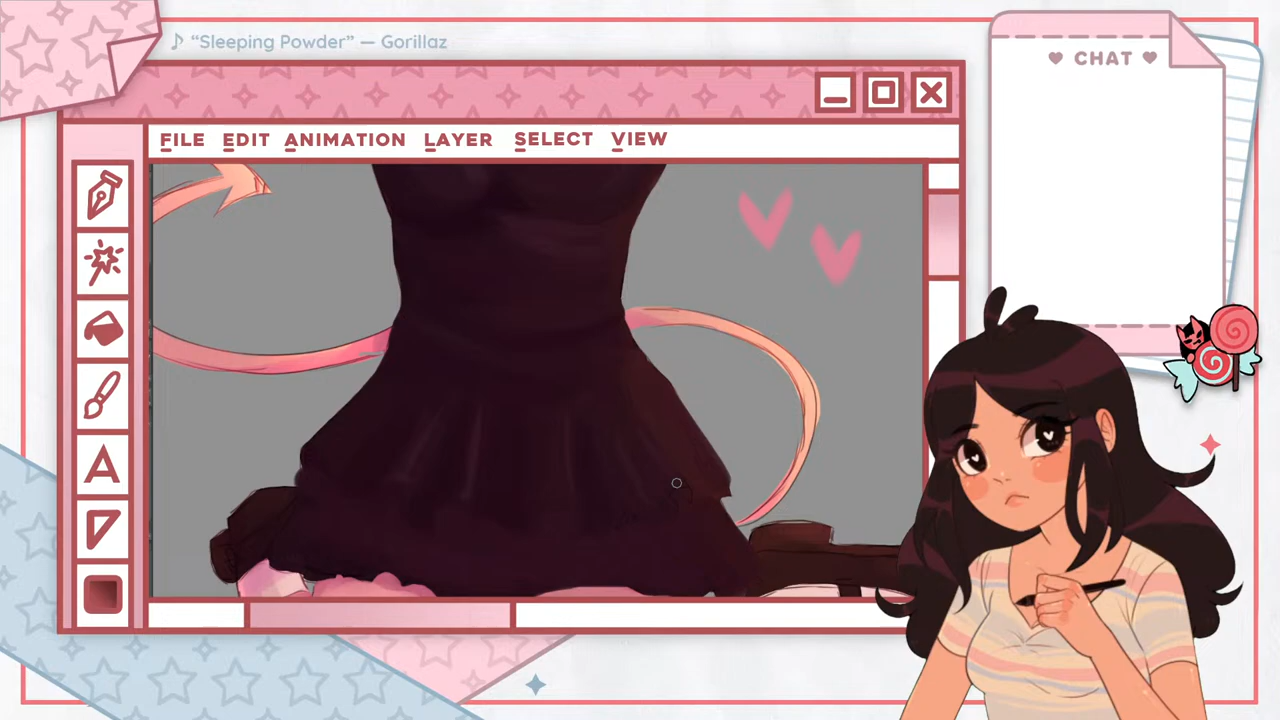 ♪ “Sleeping Powder” — Gorillaz
♥ CHAT ♥
FILE EDIT ANIMATION LAYER SELECT VIEW
A